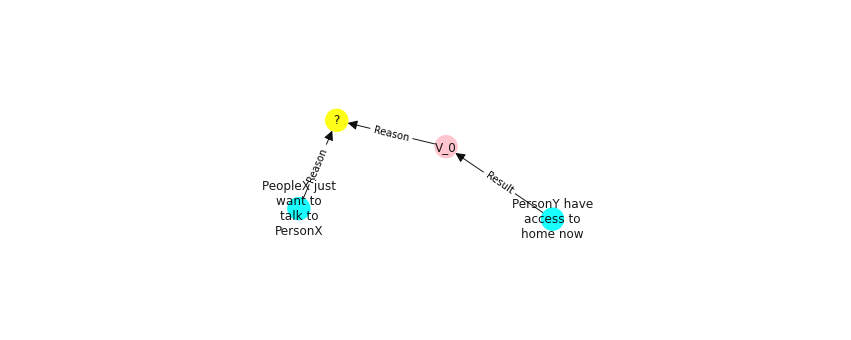 ?
Reason
V_0
Reason
Result
PeopleX just
want to
talk to
PersonX
PersonY have
access to
home now